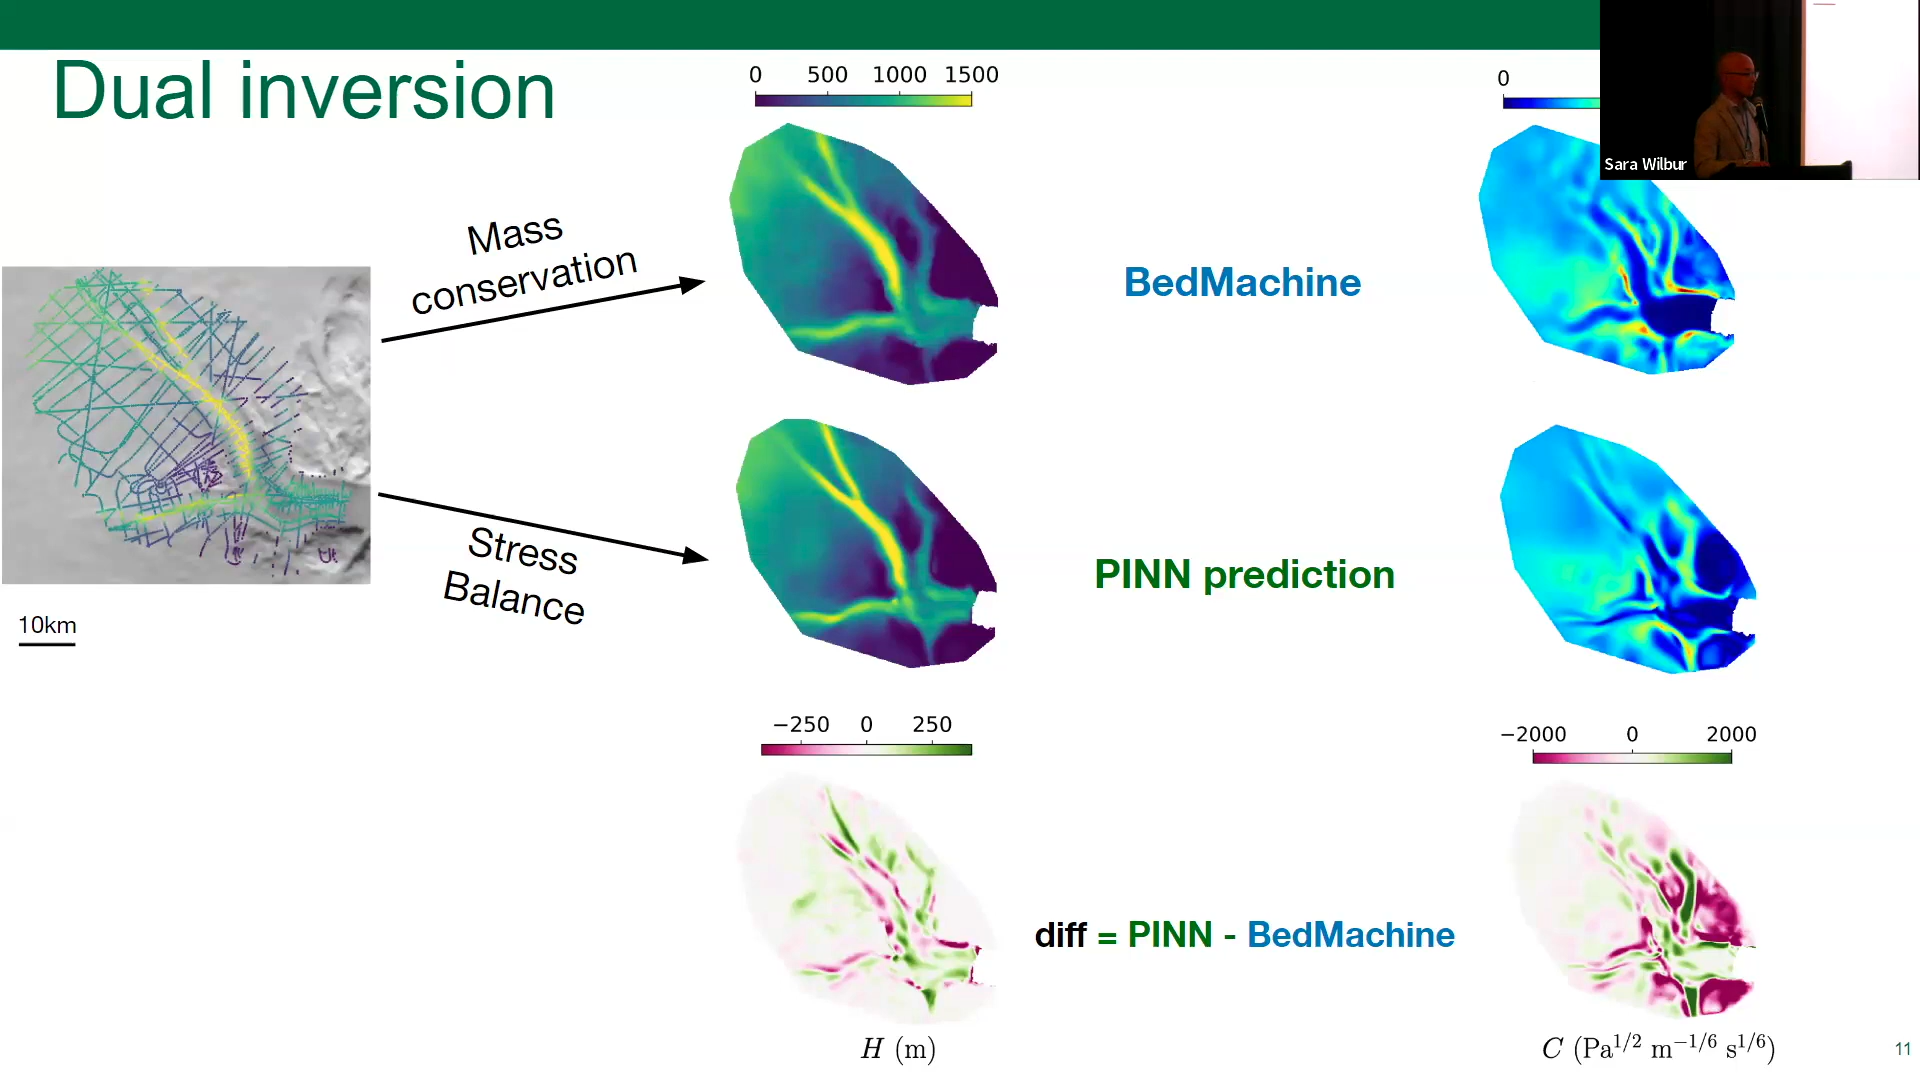 Dual inversion
0 500 1000 1500
0
Sara Wilbur
Mass
conservation
BedMachine
Stress
Balance
PINN prediction
10km
−250 0 250
−2000 0 2000
diff = PINN - BedMachine
H (m)
C (Pa^{1/2} m^{−1/6} s^{1/6})
11